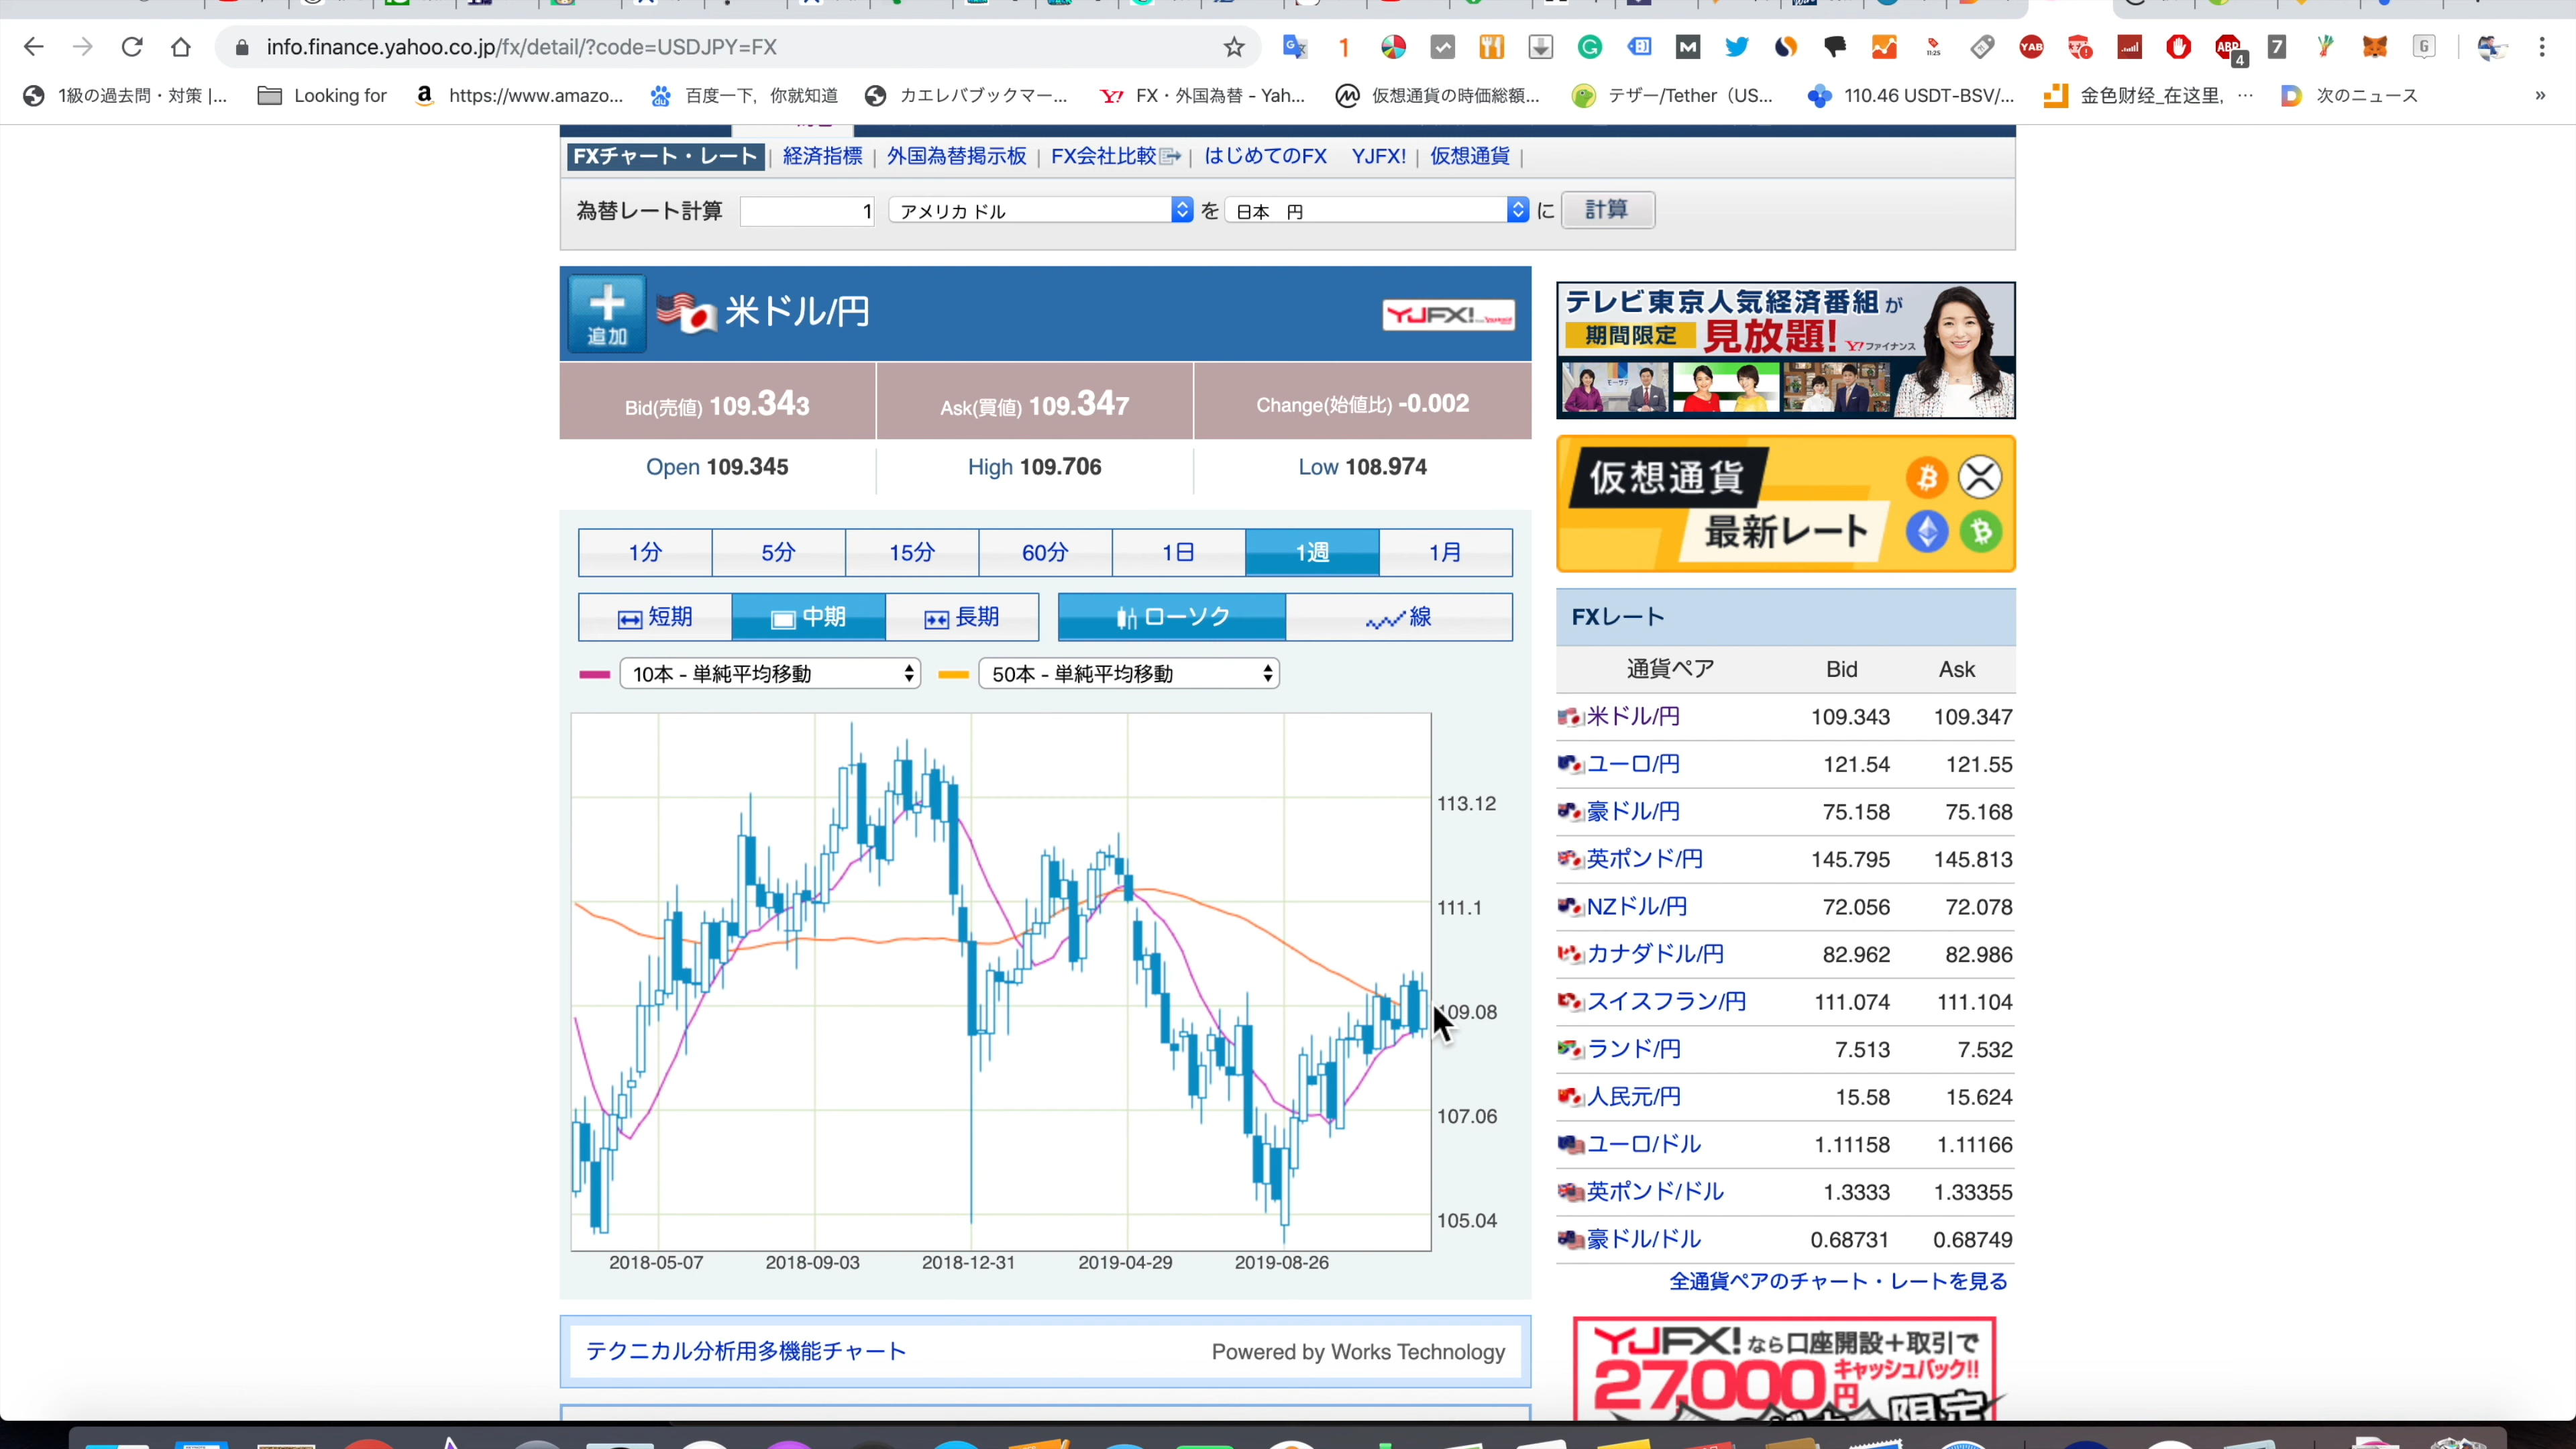 info.finance.yahoo.co.jp/fx/detail/?code=USDJPY=FX
1級の過去問・対策 |...
Looking for
https://www.amazo...
百度一下，你就知道
カエレバブックマー...
FX・外国為替 - Yah...
仮想通貨の時価総額...
テザー/Tether（US...
110.46 USDT-BSV/...
金色财经_在这里，...
次のニュース
»
FXチャート・レート | 経済指標 | 外国為替掲示板 | FX会社比較 | はじめてのFX YJFX! | 仮想通貨 |
為替レート計算 1 アメリカ ドル を 日本 円 に 計算
追加
米ドル/円
YJFX!
Bid(売値) 109.343
Ask(買値) 109.347
Change(始値比) -0.002
Open 109.345
High 109.706
Low 108.974
1分 5分 15分 60分 1日 1週 1月
短期 中期 長期 ローソク 線
10本 - 単純平均移動
50本 - 単純平均移動
113.12
111.1
109.08
107.06
105.04
2018-05-07 2018-09-03 2018-12-31 2019-04-29 2019-08-26
テクニカル分析用多機能チャート
Powered by Works Technology
テレビ東京人気経済番組が
期間限定 見放題!
Y!ファイナンス
仮想通貨
最新レート
FXレート
通貨ペア Bid Ask
米ドル/円 109.343 109.347
ユーロ/円 121.54 121.55
豪ドル/円 75.158 75.168
英ポンド/円 145.795 145.813
NZドル/円 72.056 72.078
カナダドル/円 82.962 82.986
スイスフラン/円 111.074 111.104
ランド/円 7.513 7.532
人民元/円 15.58 15.624
ユーロ/ドル 1.11158 1.11166
英ポンド/ドル 1.3333 1.33355
豪ドル/ドル 0.68731 0.68749
全通貨ペアのチャート・レートを見る
YJFX!なら口座開設＋取引で
27,000円
キャッシュバック!!
限定